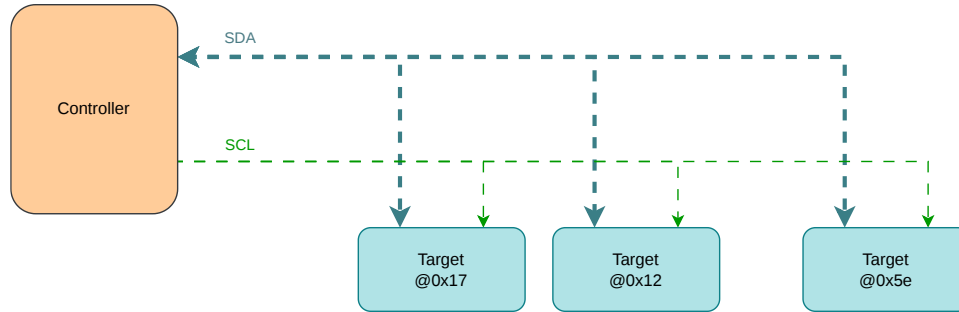 SDA
Controller
SCL
Target
@0x17
Target
@0x12
Target
@0x5e